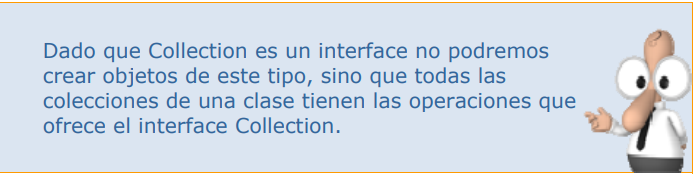 Dado que Collection es un interface no podremos
crear objetos de este tipo, sino que todas las
colecciones de una clase tienen las operaciones que
ofrece el interface Collection.